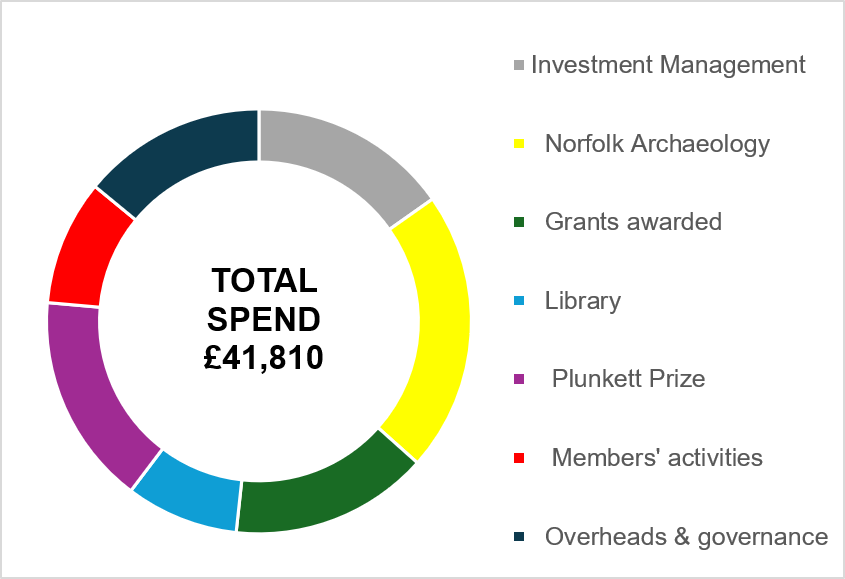 TOTAL
SPEND
£41,810
Investment Management
Norfolk Archaeology
Grants awarded
Library
Plunkett Prize
Members' activities
Overheads & governance